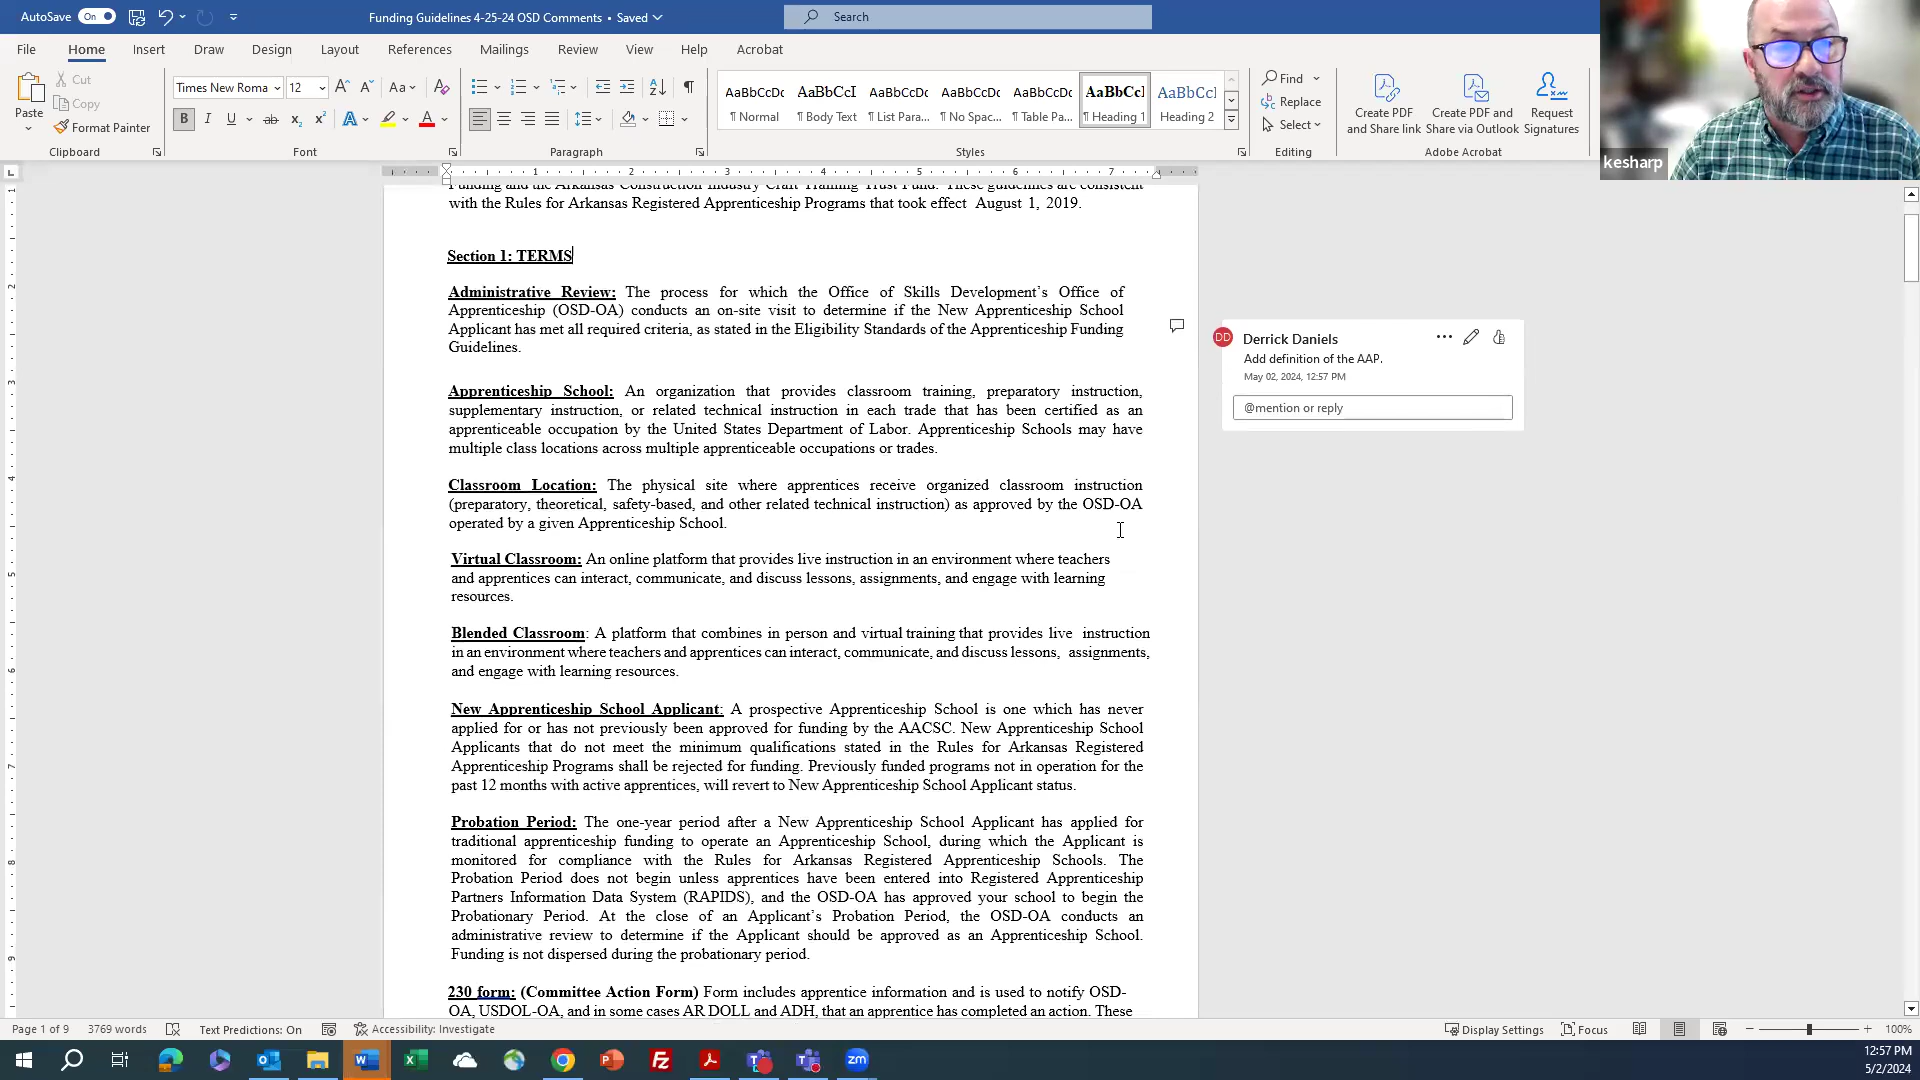 AutoSave
On
Funding Guidelines 4-25-24 OSD Comments • Saved
Search
File
Home
Insert
Draw
Design
Layout
References
Mailings
Review
View
Help
Acrobat
Paste
Cut
Copy
Format Painter
Clipboard
Times New Roma
12
Font
Paragraph
AaBbCcDc
¶ Normal
AaBbCcI
¶ Body Text
AaBbCcDc
¶ List Para...
AaBbCcDc
¶ No Spac...
AaBbCcDc
¶ Table Pa...
AaBbCcI
¶ Heading 1
AaBbCcI
Heading 2
Styles
Find
Replace
Select
Editing
Create PDF
and Share link
Create PDF and
Share via Outlook
Request
Signatures
Adobe Acrobat
kesharp
Funding and the Arkansas Construction Industry Craft Training Trust Fund. These guidelines are consistent
with the Rules for Arkansas Registered Apprenticeship Programs that took effect August 1, 2019.
Section 1: TERMS
Administrative Review: The process for which the Office of Skills Development’s Office of
Apprenticeship (OSD-OA) conducts an on-site visit to determine if the New Apprenticeship School
Applicant has met all required criteria, as stated in the Eligibility Standards of the Apprenticeship Funding
Guidelines.
Apprenticeship School: An organization that provides classroom training, preparatory instruction,
supplementary instruction, or related technical instruction in each trade that has been certified as an
apprenticeable occupation by the United States Department of Labor. Apprenticeship Schools may have
multiple class locations across multiple apprenticeable occupations or trades.
Classroom Location: The physical site where apprentices receive organized classroom instruction
(preparatory, theoretical, safety-based, and other related technical instruction) as approved by the OSD-OA
operated by a given Apprenticeship School.
Virtual Classroom: An online platform that provides live instruction in an environment where teachers
and apprentices can interact, communicate, and discuss lessons, assignments, and engage with learning
resources.
Blended Classroom: A platform that combines in person and virtual training that provides live instruction
in an environment where teachers and apprentices can interact, communicate, and discuss lessons, assignments,
and engage with learning resources.
New Apprenticeship School Applicant: A prospective Apprenticeship School is one which has never
applied for or has not previously been approved for funding by the AACSC. New Apprenticeship School
Applicants that do not meet the minimum qualifications stated in the Rules for Arkansas Registered
Apprenticeship Programs shall be rejected for funding. Previously funded programs not in operation for the
past 12 months with active apprentices, will revert to New Apprenticeship School Applicant status.
Probation Period: The one-year period after a New Apprenticeship School Applicant has applied for
traditional apprenticeship funding to operate an Apprenticeship School, during which the Applicant is
monitored for compliance with the Rules for Arkansas Registered Apprenticeship Schools. The
Probation Period does not begin unless apprentices have been entered into Registered Apprenticeship
Partners Information Data System (RAPIDS), and the OSD-OA has approved your school to begin the
Probationary Period. At the close of an Applicant’s Probation Period, the OSD-OA conducts an
administrative review to determine if the Applicant should be approved as an Apprenticeship School.
Funding is not dispersed during the probationary period.
230 form: (Committee Action Form) Form includes apprentice information and is used to notify OSD-
OA, USDOL-OA, and in some cases AR DOLL and ADH, that an apprentice has completed an action. These
DD
Derrick Daniels
Add definition of the AAP.
May 02, 2024, 12:57 PM
@mention or reply
Page 1 of 9
3769 words
Text Predictions: On
Accessibility: Investigate
Display Settings
Focus
100%
12:57 PM
5/2/2024